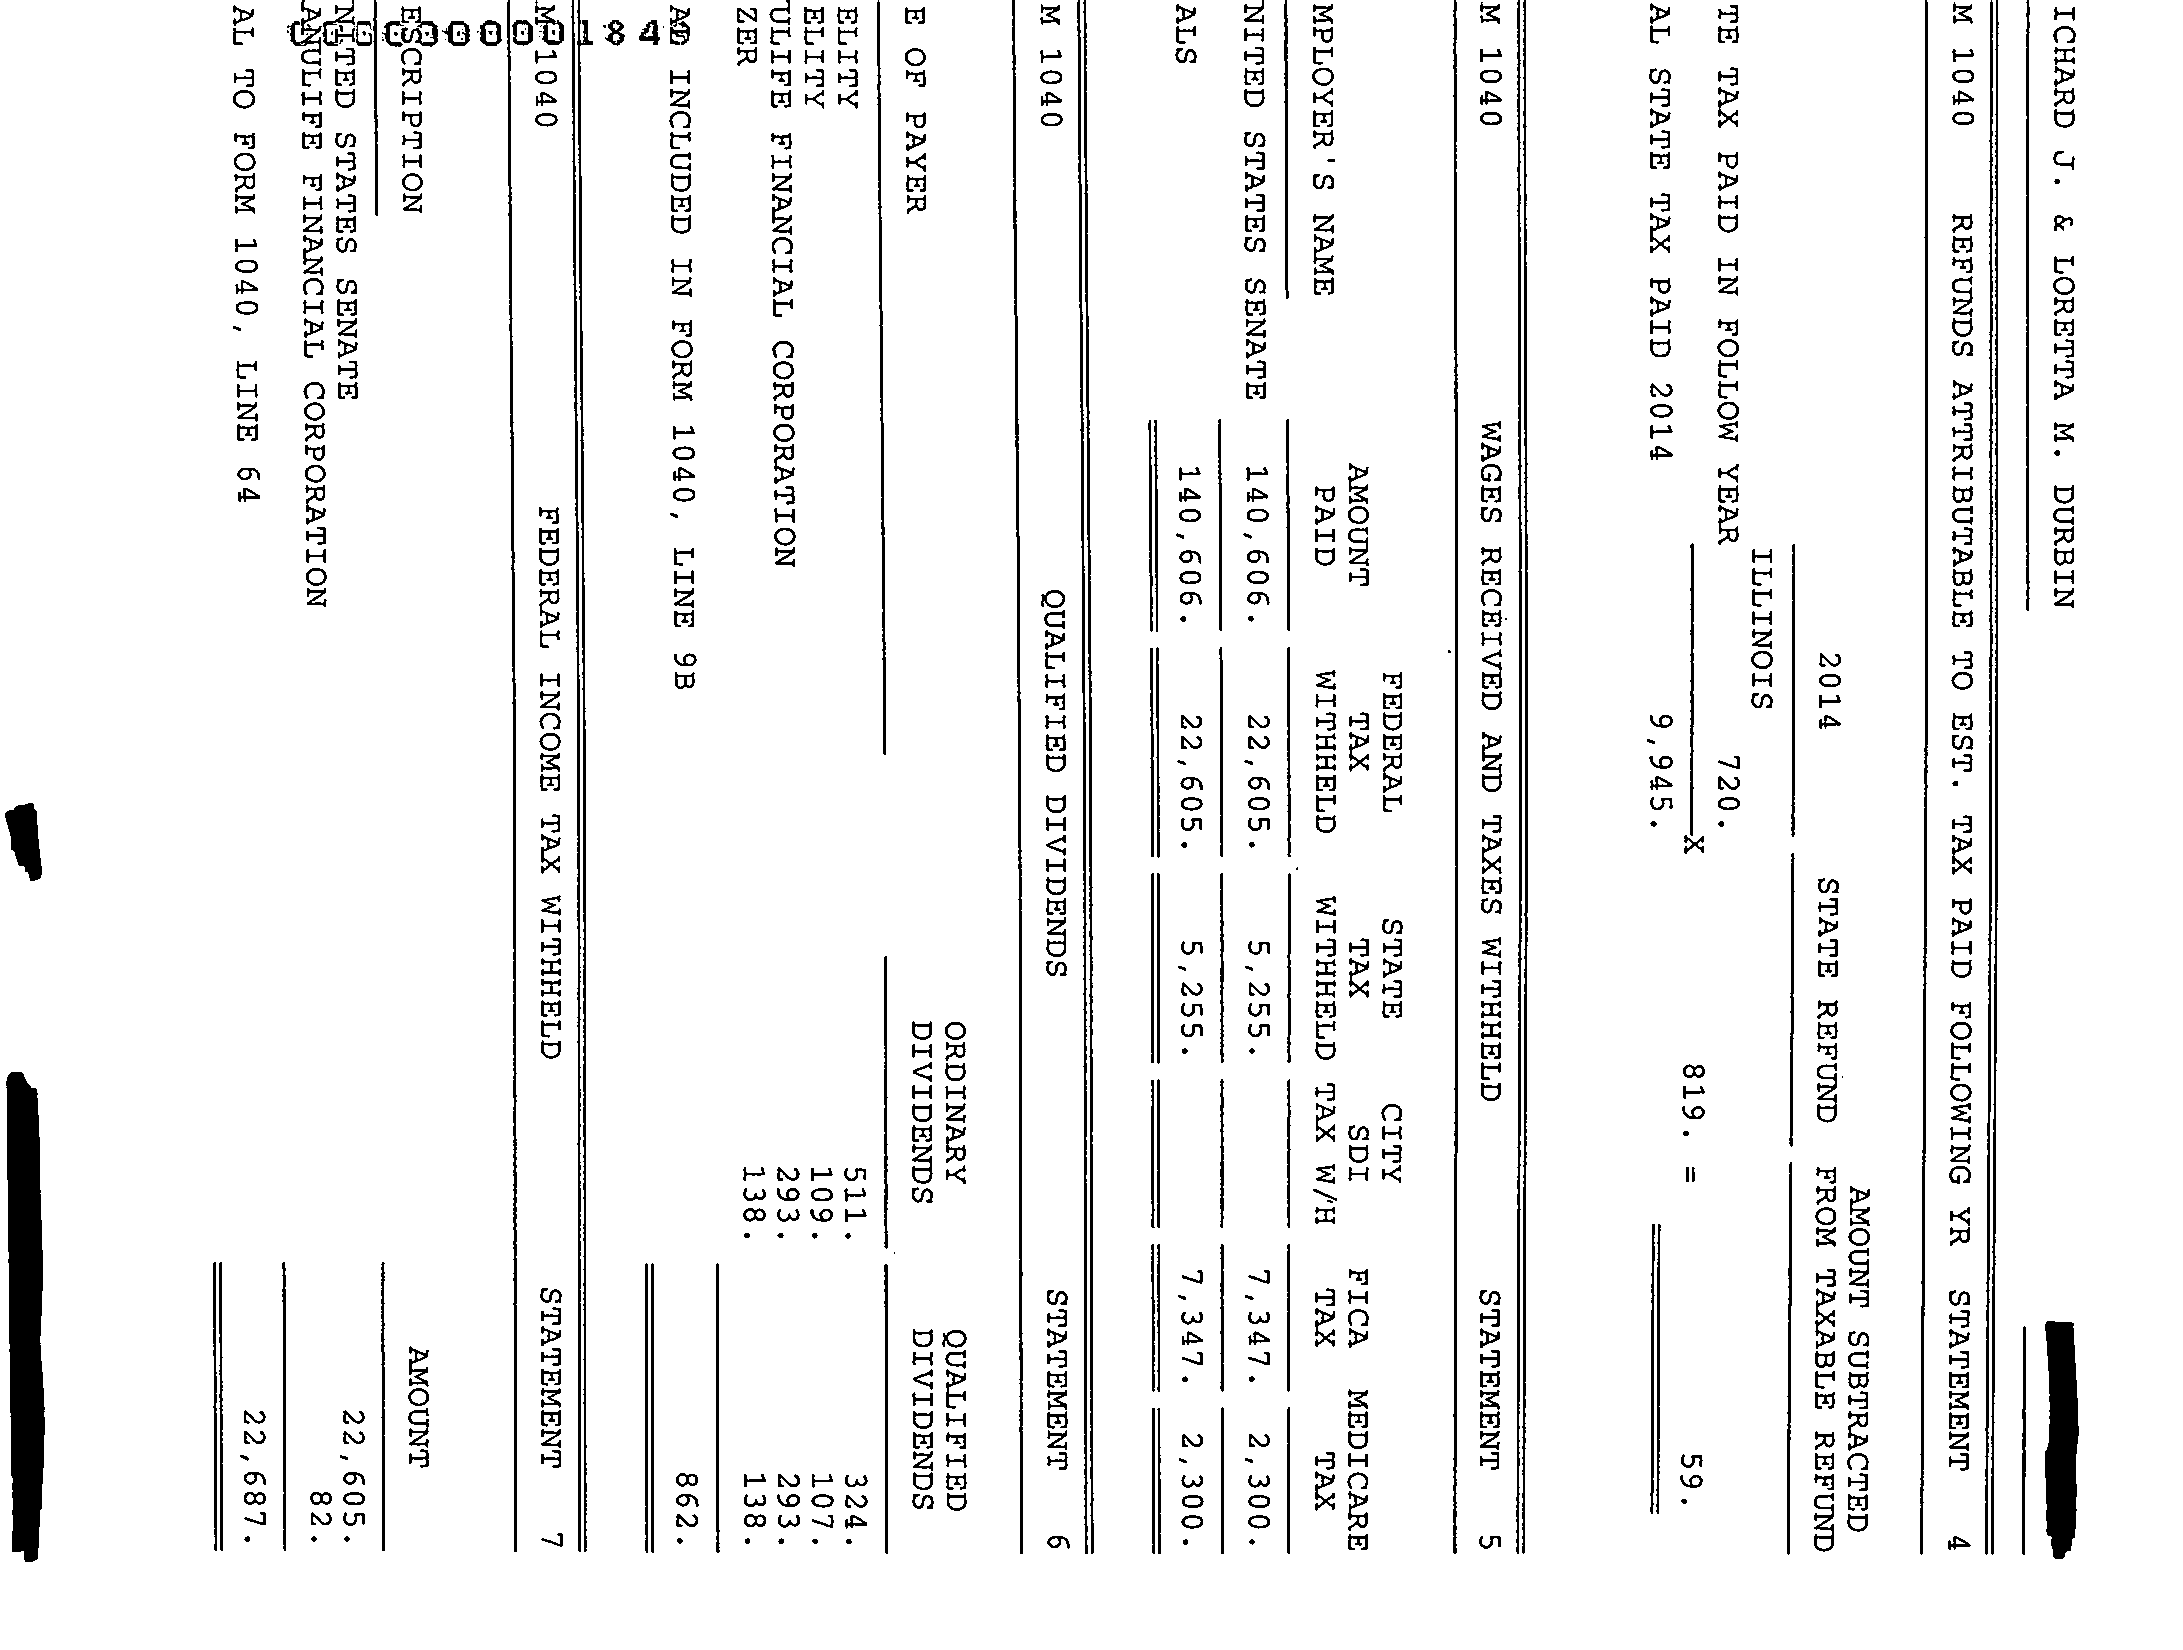 ICHARD J. & LORETTA M. DURBIN
M 1040 REFUNDS ATTRIBUTABLE TO EST. TAX PAID FOLLOWING YR STATEMENT 4
AMOUNT SUBTRACTED
2014 STATE REFUND FROM TAXABLE REFUND
ILLINOIS
TE TAX PAID IN FOLLOW YEAR 720.
x 819. = 59.
AL STATE TAX PAID 2014 9,945.
M 1040 WAGES RECEIVED AND TAXES WITHHELD STATEMENT 5
FEDERAL STATE CITY
AMOUNT TAX TAX SDI FICA MEDICARE
MPLOYER'S NAME PAID WITHHELD WITHHELD TAX W/H TAX TAX
NITED STATES SENATE 140,606. 22,605. 5,255. 7,347. 2,300.
ALS 140,606. 22,605. 5,255. 7,347. 2,300.
M 1040 QUALIFIED DIVIDENDS STATEMENT 6
ORDINARY QUALIFIED
E OF PAYER DIVIDENDS DIVIDENDS
ELITY 511. 324.
ELITY 109. 107.
ULIFE FINANCIAL CORPORATION 293. 293.
ZER 138. 138.
AL INCLUDED IN FORM 1040, LINE 9B 862.
M 1040 FEDERAL INCOME TAX WITHHELD STATEMENT 7
ESCRIPTION AMOUNT
NITED STATES SENATE 22,605.
ANULIFE FINANCIAL CORPORATION 82.
AL TO FORM 1040, LINE 64 22,687.